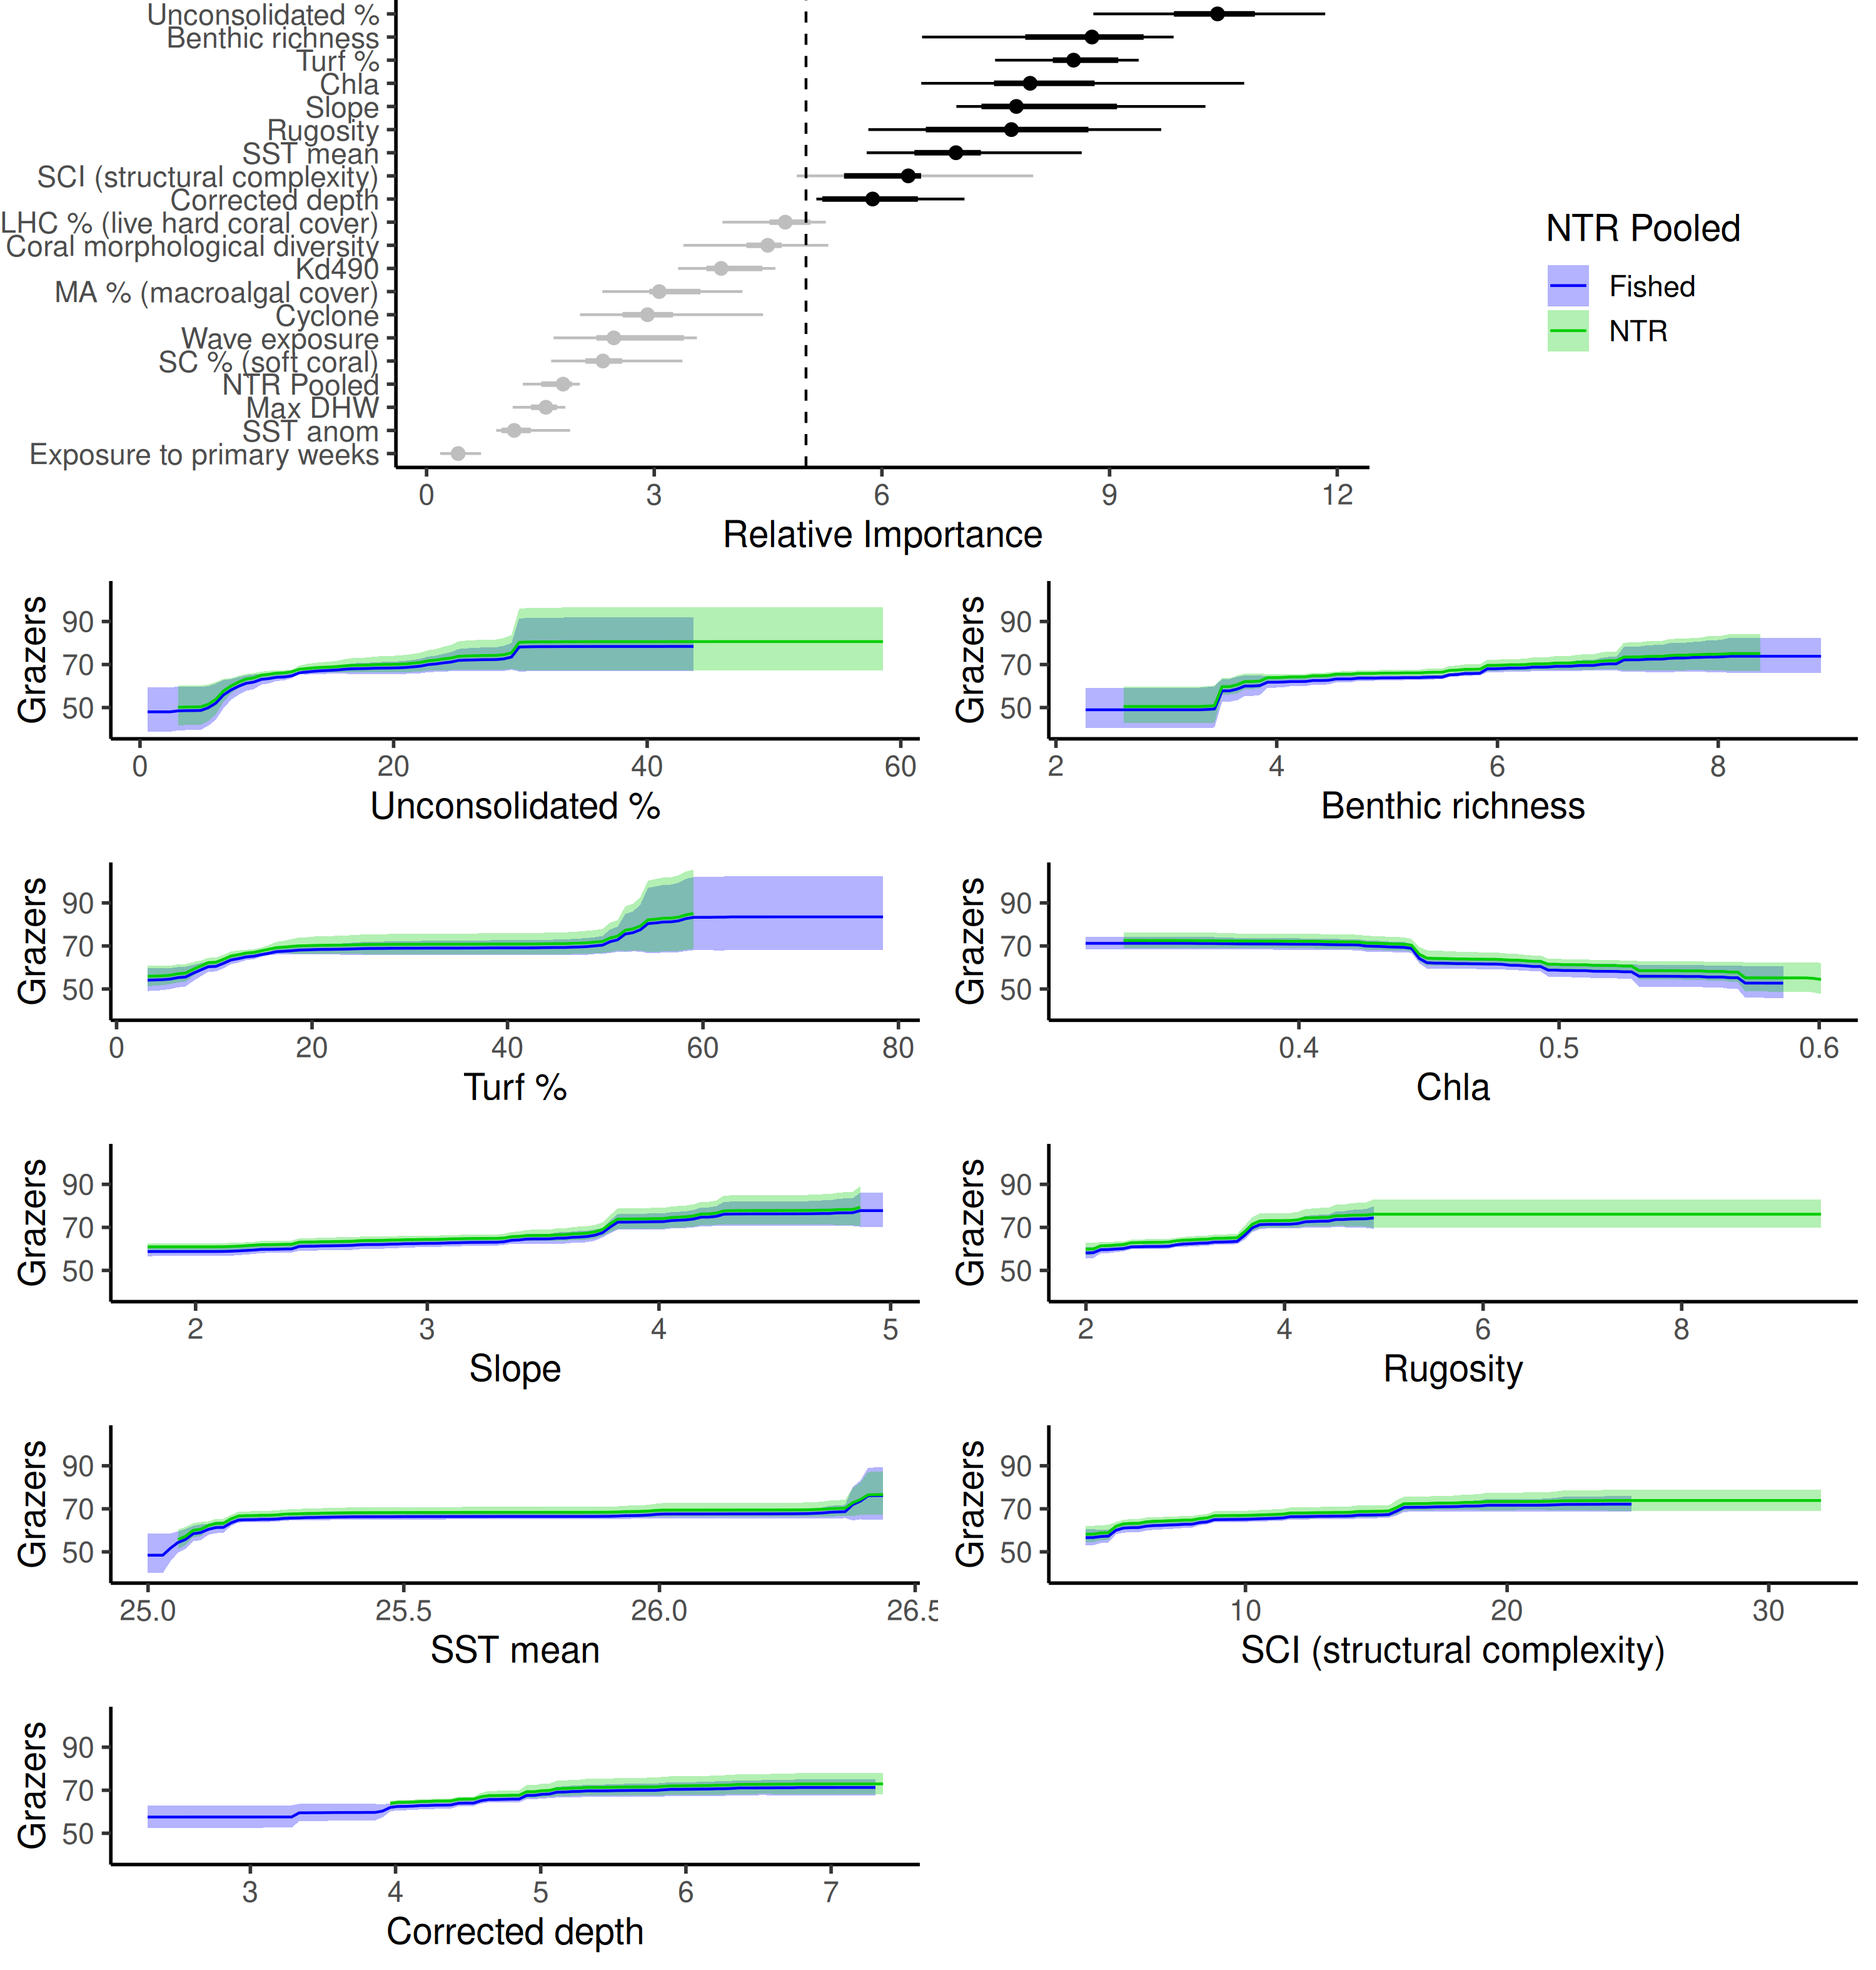 Unconsolidated %
Benthic richness
Turf %
Chla
Slope
Rugosity
SST mean
SCI (structural complexity)
Corrected depth
LHC % (live hard coral cover)
Coral morphological diversity
Kd490
MA % (macroalgal cover)
Cyclone
Wave exposure
SC % (soft coral)
NTR Pooled
Max DHW
SST anom
Exposure to primary weeks
0 3 6 9 12
Relative Importance
NTR Pooled
Fished
NTR
Grazers
90
70
50
0 20 40 60
Unconsolidated %
Grazers
90
70
50
2 4 6 8
Benthic richness
Grazers
90
70
50
0 20 40 60 80
Turf %
Grazers
90
70
50
0.4 0.5 0.6
Chla
Grazers
90
70
50
2 3 4 5
Slope
Grazers
90
70
50
2 4 6 8
Rugosity
Grazers
90
70
50
25.0 25.5 26.0 26.5
SST mean
Grazers
90
70
50
10 20 30
SCI (structural complexity)
Grazers
90
70
50
3 4 5 6 7
Corrected depth